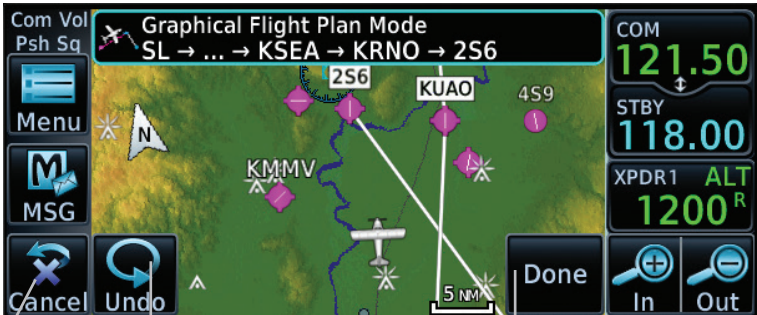 Com Vol
Psh Sq
Graphical Flight Plan Mode
SL → ... → KSEA → KRNO → 2S6
COM
121.50
STBY
118.00
XPDR1 ALT
1200 R
Menu
MSG
Cancel
Undo
N
2S6
KUAO
4S9
KMMV
5 NM
Done
In
Out